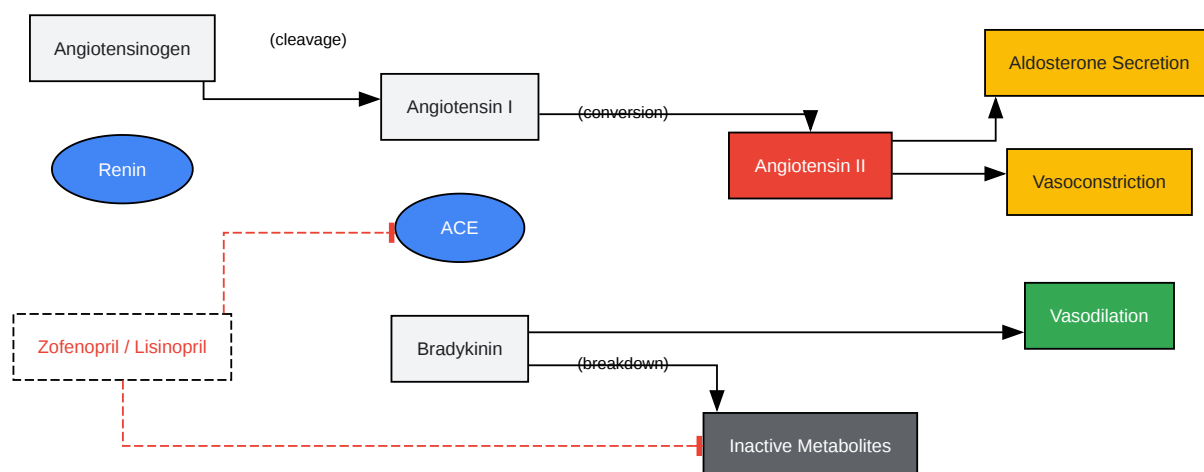 Angiotensinogen
(cleavage)
Aldosterone Secretion
Angiotensin I
(conversion)
Angiotensin II
Renin
Vasoconstriction
ACE
Vasodilation
Zofenopril / Lisinopril
Bradykinin
(breakdown)
Inactive Metabolites